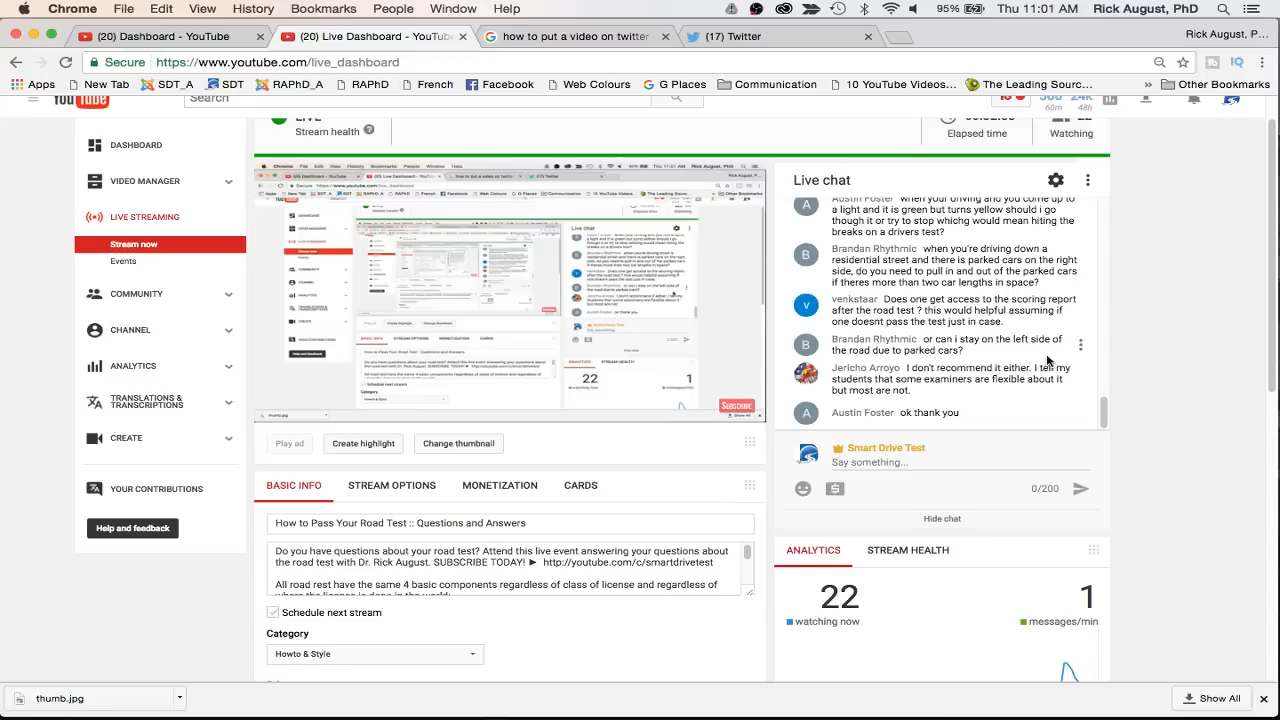 Chrome File Edit View History Bookmarks People Window Help 95% Thu 11:01 AM Rick August, PhD
(20) Dashboard - YouTube
(20) Live Dashboard - YouTube
how to put a video on twitter
(17) Twitter
Rick August, P...
Secure https://www.youtube.com/live_dashboard
Apps New Tab SDT_A SDT RAPhD_A RAPhD French Facebook Web Colours G Places Communication 10 YouTube Videos... The Leading Sourc... » Other Bookmarks
YouTube
Search
60m 48h
LIVE
Stream health
Elapsed time
Watching
DASHBOARD
VIDEO MANAGER
LIVE STREAMING
Stream now
Events
COMMUNITY
CHANNEL
ANALYTICS
TRANSLATIONS & TRANSCRIPTIONS
CREATE
YOUR CONTRIBUTIONS
Help and feedback
SUBSCRIBE
Play ad
Create highlight
Change thumbnail
BASIC INFO
STREAM OPTIONS
MONETIZATION
CARDS
How to Pass Your Road Test :: Questions and Answers
Do you have questions about your road test? Attend this live event answering your questions about
the road test with Dr. Rick August. SUBSCRIBE TODAY! ► http://youtube.com/c/smartdrivetest
All road rest have the same 4 basic components regardless of class of license and regardless of
where the license is done in the world:
Schedule next stream
Category
Howto & Style
Live chat
Austin Foster when your driving and you come up to
a light and it is green but turns yellow should i go
though it or try to stop whiong would mean hiting the
breaks on a drivers test?
Brandan Rhythmic when you're driving down a
residential street and there is parked cars on the right
side, do you need to pull in and out of the parked cars
if theres more than two car lengths in space?
Does one get access to the scoring report
after the road test ? this would helpful assuming if
one doesnt pass the test just in case.
Brandan Rhythmic or can i stay on the left side of
the road due to parked cars?
I don't recommend it either. I tell my
students that some examiners are flexible about it
but most are not.
Austin Foster ok thank you
Smart Drive Test
Say something...
0/200
Hide chat
ANALYTICS
STREAM HEALTH
22
watching now
1
messages/min
thumb.jpg
Show All